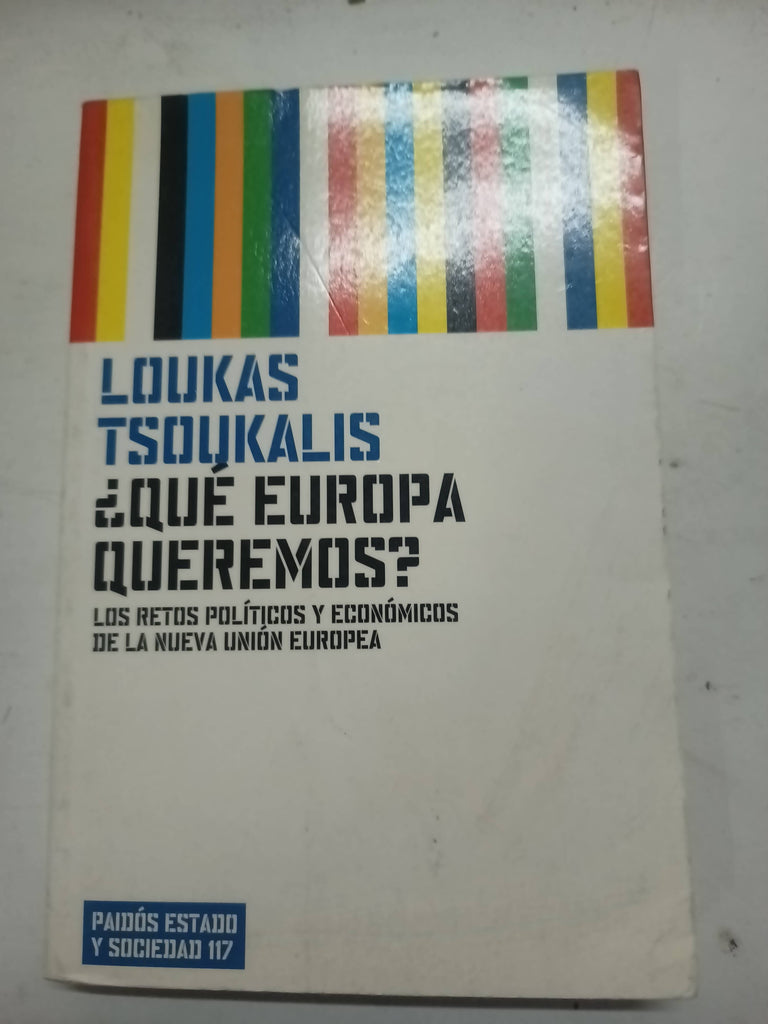 LOUKAS
TSOUKALIS
¿QUÉ EUROPA
QUEREMOS?
LOS RETOS POLÍTICOS Y ECONÓMICOS
DE LA NUEVA UNIÓN EUROPEA
PAIDÓS ESTADO
Y SOCIEDAD 117